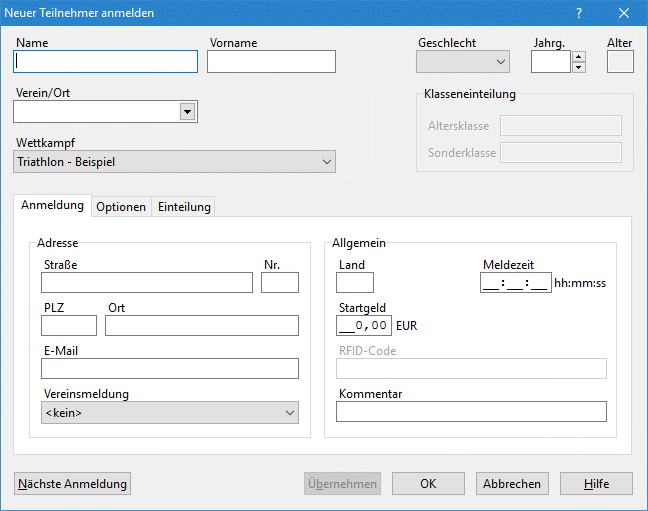 Neuer Teilnehmer anmelden ?
Name Vorname Geschlecht Jahrg. Alter
Verein/Ort
Klasseneinteilung
Altersklasse
Sonderklasse
Wettkampf
Triathlon - Beispiel
Anmeldung Optionen Einteilung
Adresse
Straße Nr.
PLZ Ort
E-Mail
Vereinsmeldung
<kein>
Allgemein
Land Meldezeit
__:__:__ hh:mm:ss
Startgeld
__0,00 EUR
RFID-Code
Kommentar
Nächste Anmeldung Übernehmen OK Abbrechen Hilfe